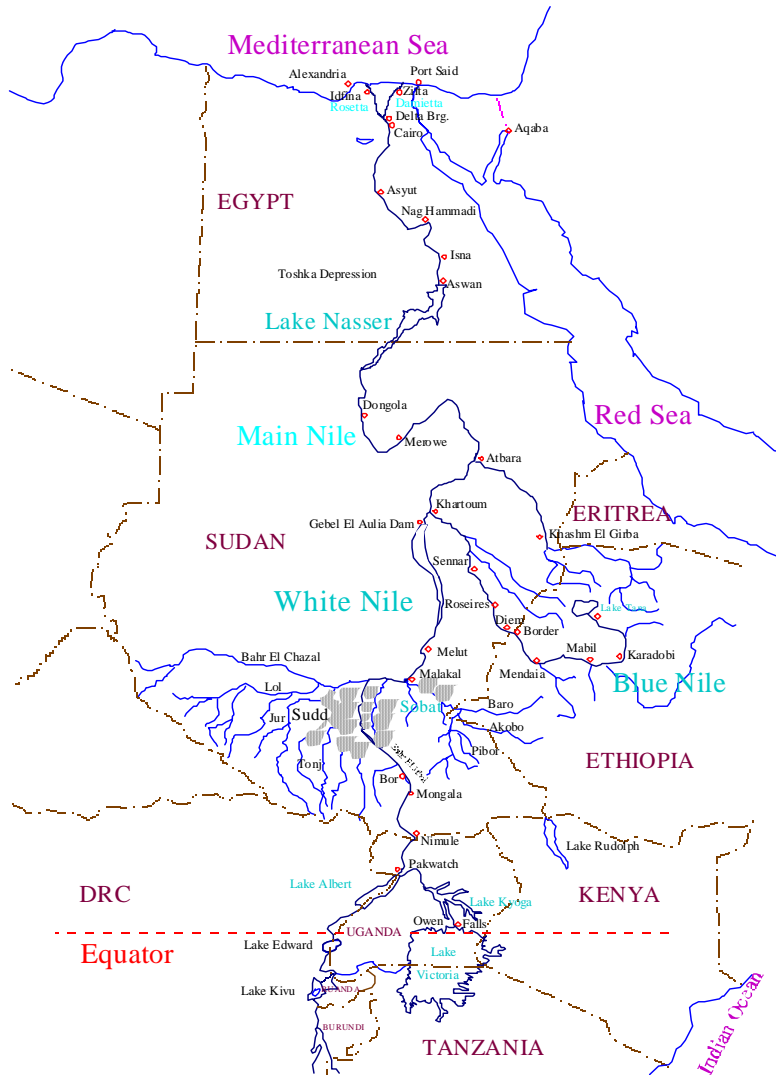 Mediterranean Sea
Port Said
Alexandria
Idfina
Zifta
Rosetta
Damietta
Delta Brg.
Cairo
Aqaba
Asyut
EGYPT
Nag Hammadi
Isna
Toshka Depression
Aswan
Lake Nasser
Dongola
Red Sea
Main Nile
Merowe
Atbara
Khartoum
ERITREA
Gebel El Aulia Dam
Khashm El Girba
SUDAN
Sennar
White Nile
Roseires
Lake Tana
Diem
Border
Melut
Bahr El Chazal
Mabil
Karadobi
Mendaia
Malakal
Blue Nile
Lol
Sobat
Baro
Sudd
Jur
Akobo
Pibor
Tonj
ETHIOPIA
Bor
Mongala
Nimule
Lake Rudolph
Pakwatch
Lake Albert
DRC
KENYA
Lake Kyoga
Owen
Falls
UGANDA
Equator
Lake Edward
Lake
Victoria
Lake Kivu
RUANDA
BURUNDI
TANZANIA
Indian Ocean